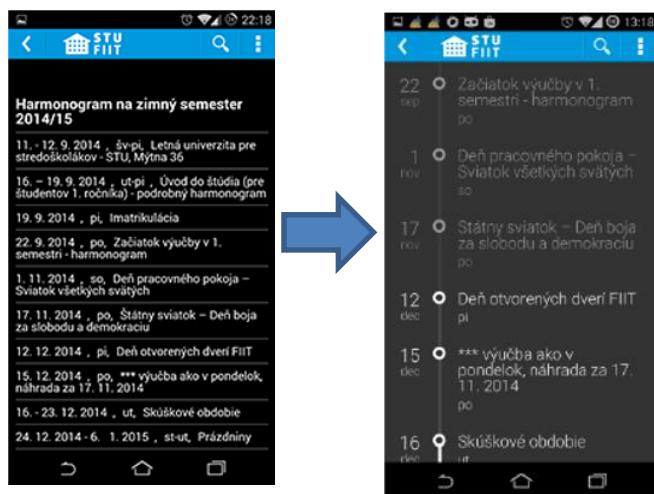 22:18
STU
FIIT
Harmonogram na zimný semester
2014/15
11. - 12. 9. 2014 , šv-pi, Letná univerzita pre
stredoškolákov - STU, Mýtna 36
16. – 19. 9. 2014 , ut-pi , Úvod do štúdia (pre
študentov 1. ročníka) - podrobný harmonogram
19. 9. 2014 , pi, Imatrikulácia
22. 9. 2014 , po, Začiatok výučby v 1.
semestri - harmonogram
1. 11. 2014 , so, Deň pracovného pokoja –
Sviatok všetkých svätých
17. 11. 2014 , po, Štátny sviatok – Deň boja
za slobodu a demokraciu
12. 12. 2014 , pi, Deň otvorených dverí FIIT
15. 12. 2014 , po, *** výučba ako v pondelok,
náhrada za 17. 11. 2014
16. - 23. 12. 2014 , ut, Skúškové obdobie
24. 12. 2014 - 6. 1. 2015 , st-ut, Prázdniny
13:18
STU
FIIT
22 Začiatok výučby v 1.
sep semestri - harmonogram
po
1 Deň pracovného pokoja –
nov Sviatok všetkých svätých
so
17 Štátny sviatok – Deň boja
nov za slobodu a demokraciu
po
12 Deň otvorených dverí FIIT
dec pi
15 *** výučba ako v
dec pondelok, náhrada za 17.
11. 2014
po
16 Skúškové obdobie
dec ut